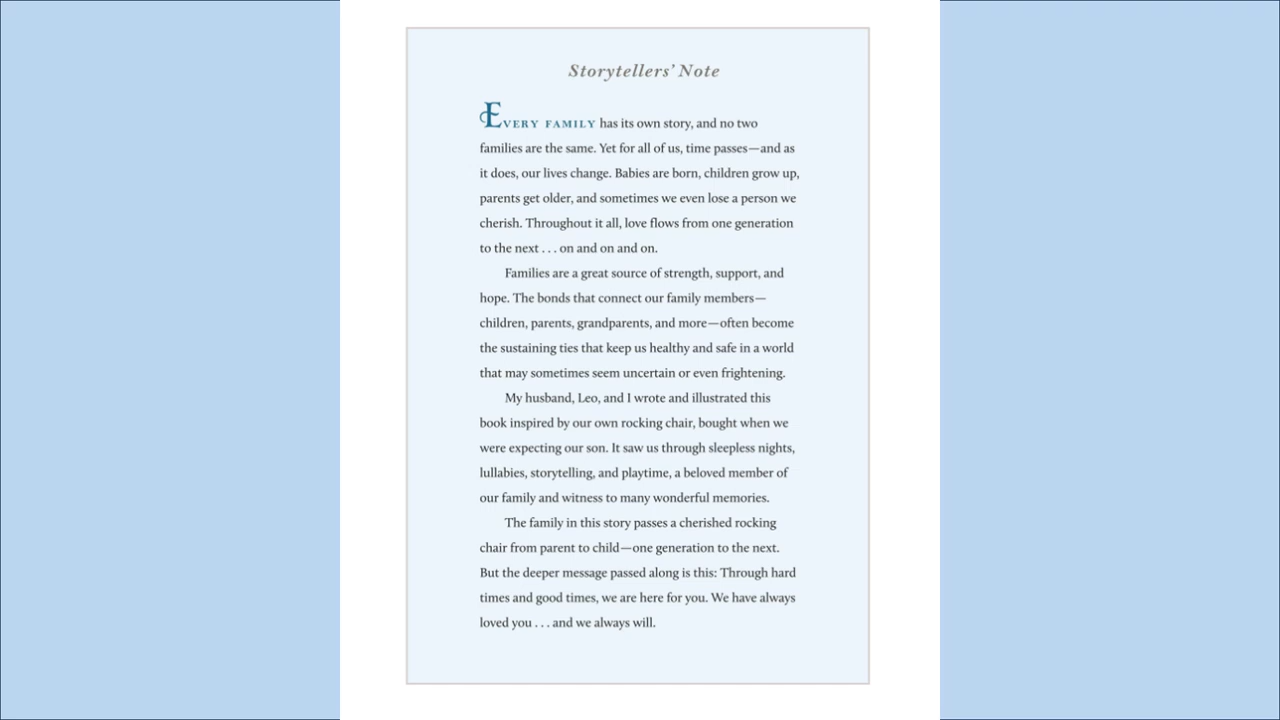 Storytellers’ Note
EVERY FAMILY has its own story, and no two
families are the same. Yet for all of us, time passes—and as
it does, our lives change. Babies are born, children grow up,
parents get older, and sometimes we even lose a person we
cherish. Throughout it all, love flows from one generation
to the next . . . on and on and on.
Families are a great source of strength, support, and
hope. The bonds that connect our family members—
children, parents, grandparents, and more—often become
the sustaining ties that keep us healthy and safe in a world
that may sometimes seem uncertain or even frightening.
My husband, Leo, and I wrote and illustrated this
book inspired by our own rocking chair, bought when we
were expecting our son. It saw us through sleepless nights,
lullabies, storytelling, and playtime, a beloved member of
our family and witness to many wonderful memories.
The family in this story passes a cherished rocking
chair from parent to child—one generation to the next.
But the deeper message passed along is this: Through hard
times and good times, we are here for you. We have always
loved you . . . and we always will.